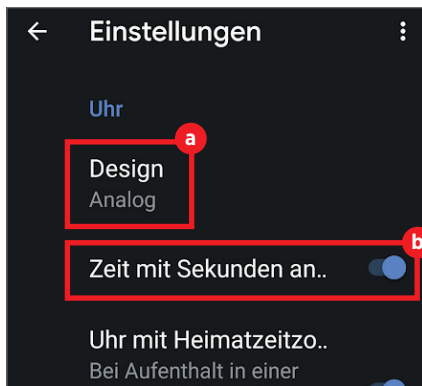 Einstellungen
Uhr
a
Design
Analog
b
Zeit mit Sekunden an..
Uhr mit Heimatzeitzo..
Bei Aufenthalt in einer